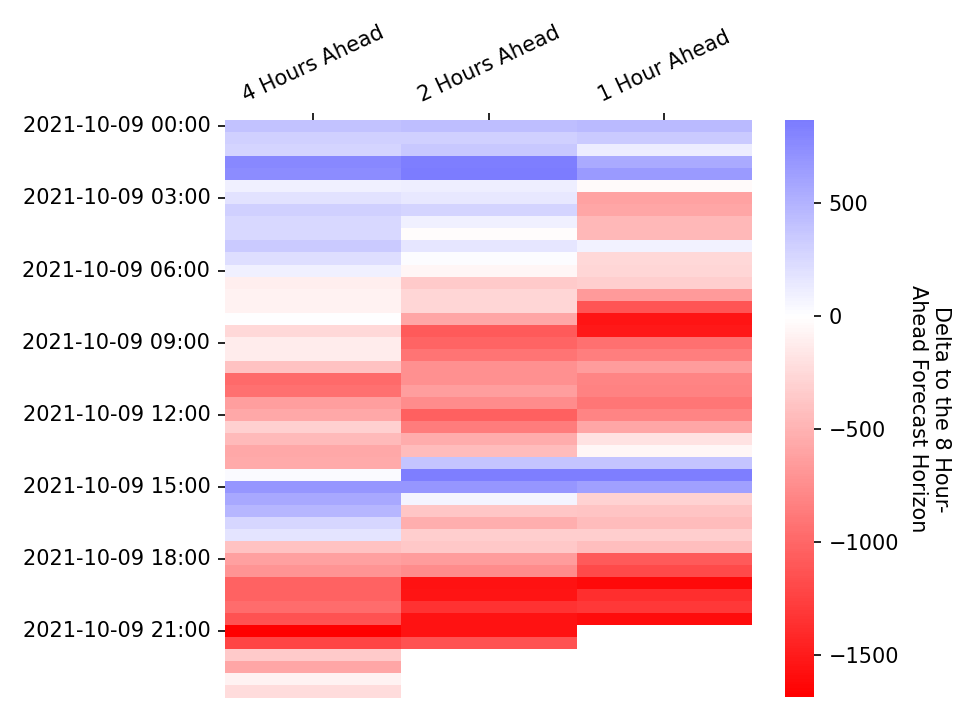 4 Hours Ahead
2 Hours Ahead
1 Hour Ahead
2021-10-09 00:00
2021-10-09 03:00
2021-10-09 06:00
2021-10-09 09:00
2021-10-09 12:00
2021-10-09 15:00
2021-10-09 18:00
2021-10-09 21:00
500
0
−500
−1000
−1500
Delta to the 8 Hour-
Ahead Forecast Horizon